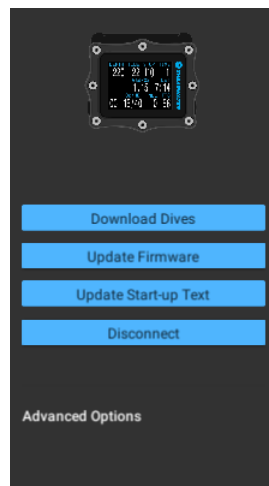 Download Dives
Update Firmware
Update Start-up Text
Disconnect
Advanced Options